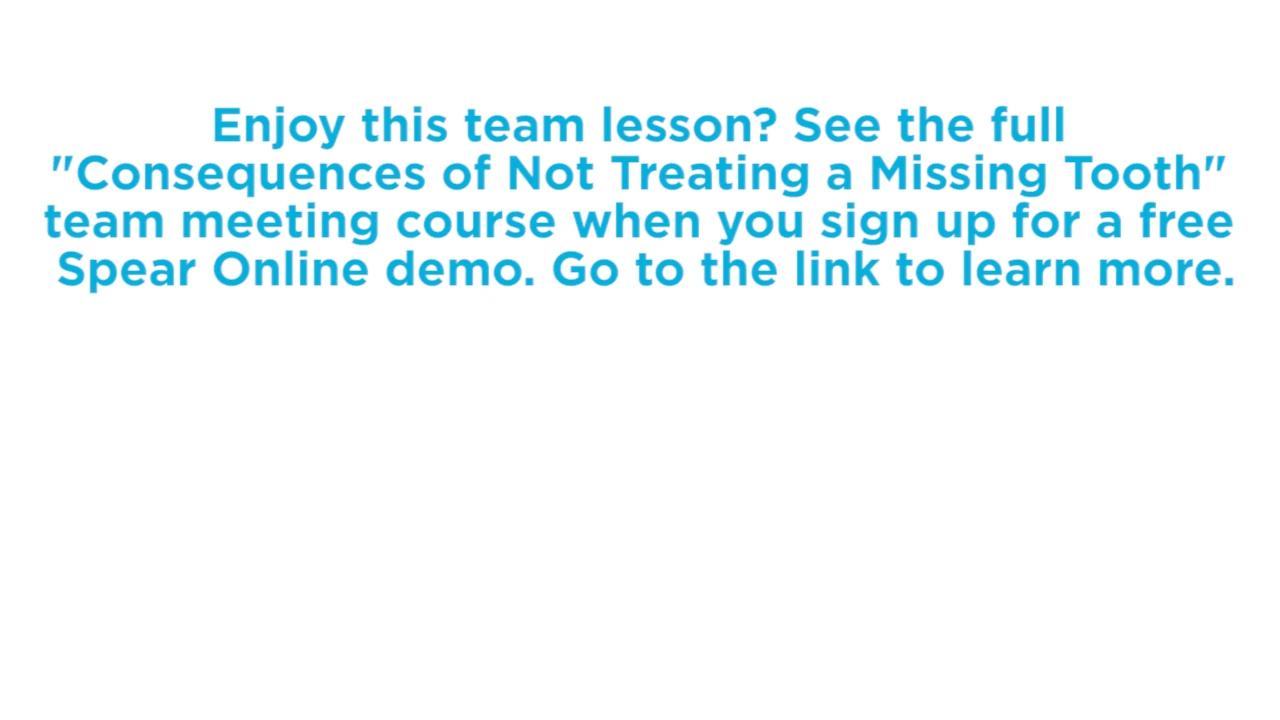 Enjoy this team lesson? See the full
"Consequences of Not Treating a Missing Tooth"
team meeting course when you sign up for a free
Spear Online demo. Go to the link to learn more.